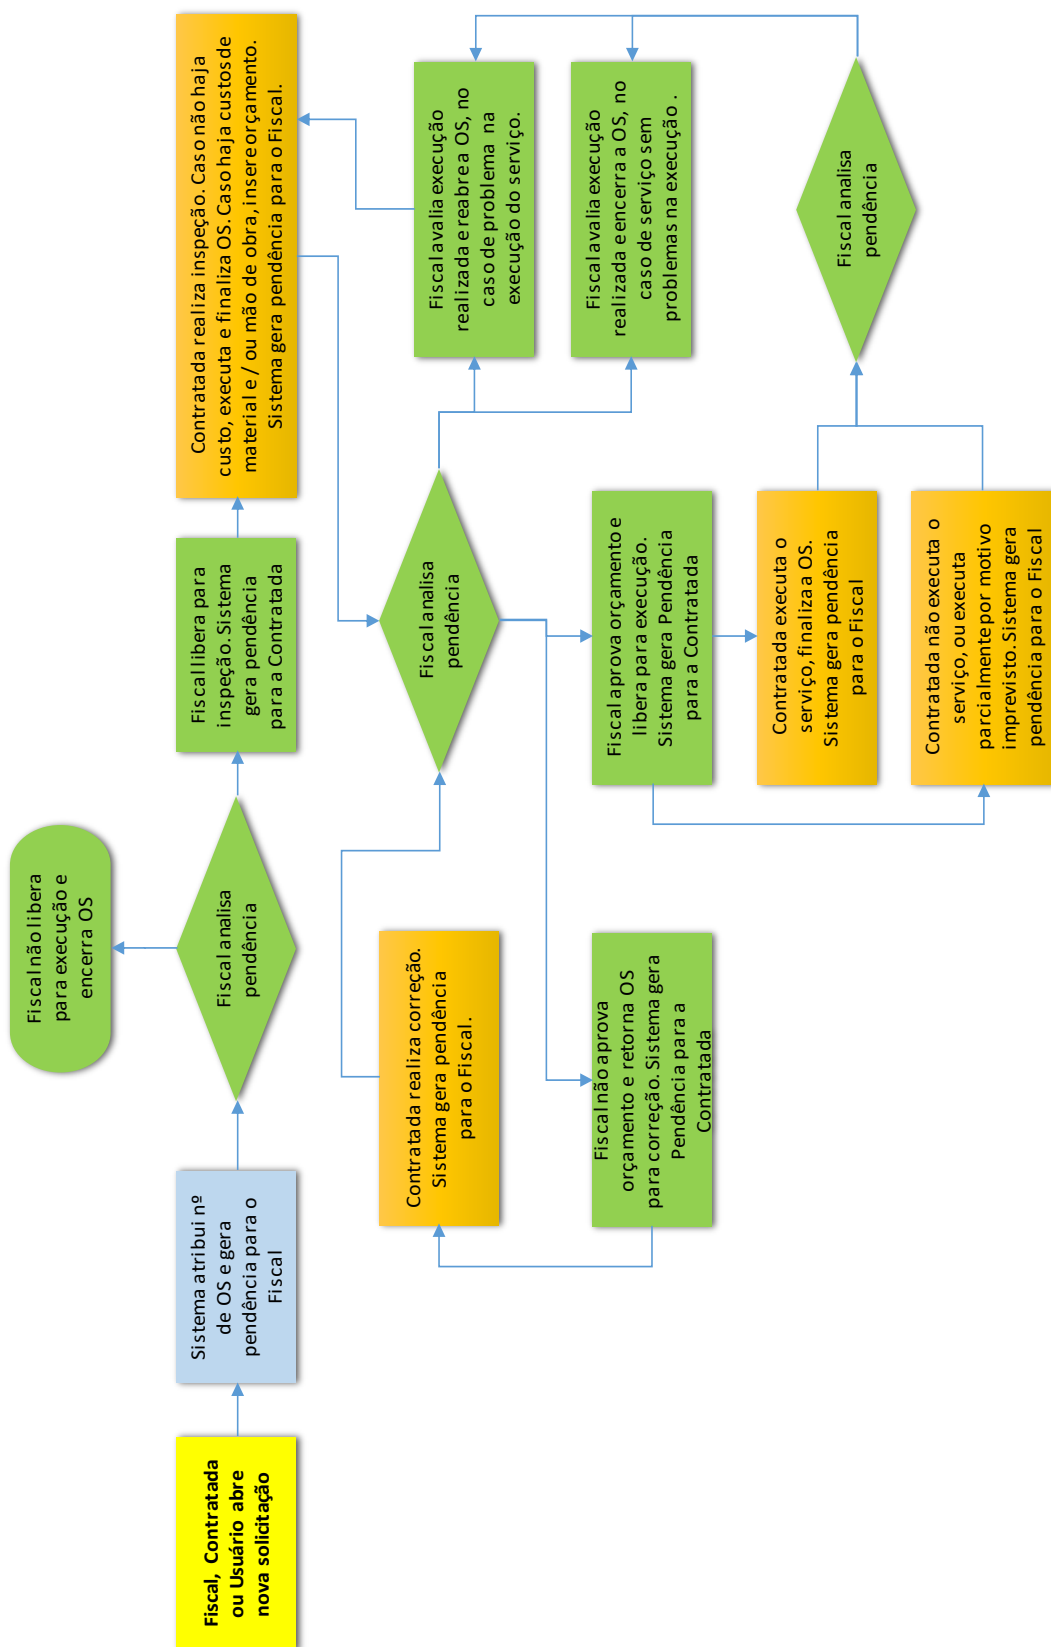 Fiscal, Contratada
ou Usuário abre
nova solicitação
Sistema atribui nº
de OS e gera
pendência para o
Fiscal
Fiscal analisa
pendência
Fiscal não libera
para execução e
encerra OS
Fiscal libera para
inspeção. Sistema
gera pendência
para a Contratada
Contratada realiza inspeção. Caso não haja
custo, executa e finaliza OS. Caso haja custos de
material e / ou mão de obra, insere orçamento.
Sistema gera pendência para o Fiscal.
Contratada realiza correção.
Sistema gera pendência
para o Fiscal.
Fiscal analisa
pendência
Fiscal avalia execução
realizada e reabre a OS, no
caso de problema na
execução do serviço.
Fiscal avalia execução
realizada e encerra a OS, no
caso de serviço sem
problemas na execução .
Fiscal não aprova
orçamento e retorna OS
para correção. Sistema gera
Pendência para a
Contratada
Fiscal aprova orçamento e
libera para execução.
Sistema gera Pendência
para a Contratada
Contratada executa o
serviço, finaliza a OS.
Sistema gera pendência
para o Fiscal
Contratada não executa o
serviço, ou executa
parcialmente por motivo
imprevisto. Sistema gera
pendência para o Fiscal
Fiscal analisa
pendência